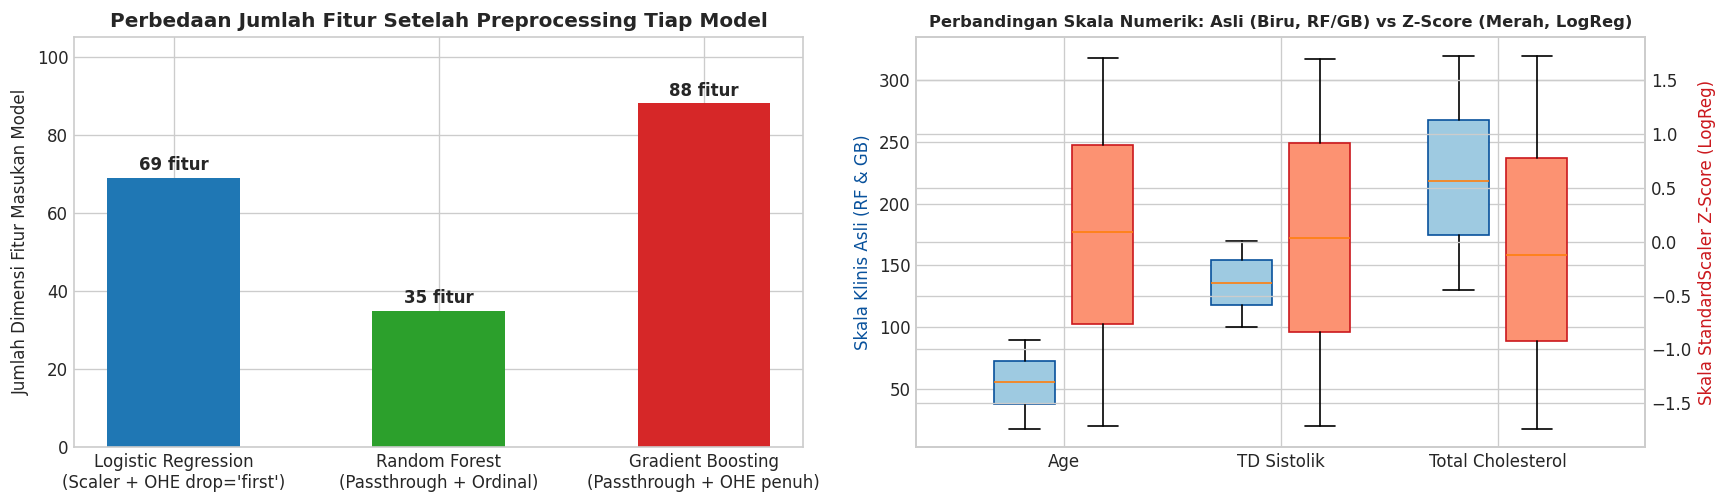 Perbedaan Jumlah Fitur Setelah Preprocessing Tiap Model
Jumlah Dimensi Fitur Masukan Model
100
80
60
40
20
0
69 fitur
35 fitur
88 fitur
Logistic Regression
(Scaler + OHE drop='first')
Random Forest
(Passthrough + Ordinal)
Gradient Boosting
(Passthrough + OHE penuh)
Perbandingan Skala Numerik: Asli (Biru, RF/GB) vs Z-Score (Merah, LogReg)
Skala Klinis Asli (RF & GB)
300
250
200
150
100
50
Age
TD Sistolik
Total Cholesterol
1.5
1.0
0.5
0.0
−0.5
−1.0
−1.5
Skala StandardScaler Z-Score (LogReg)